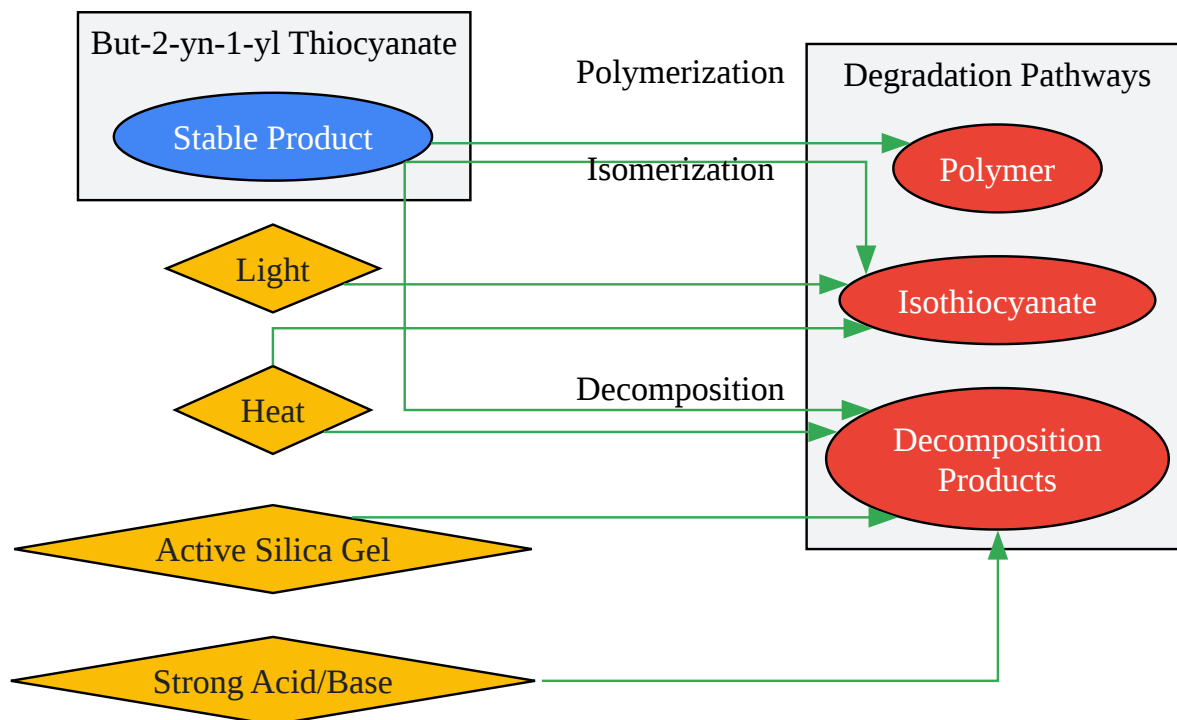 But-2-yn-1-yl Thiocyanate
Stable Product
Polymerization
Isomerization
Decomposition
Degradation Pathways
Polymer
Isothiocyanate
Decomposition
Products
Light
Heat
Active Silica Gel
Strong Acid/Base